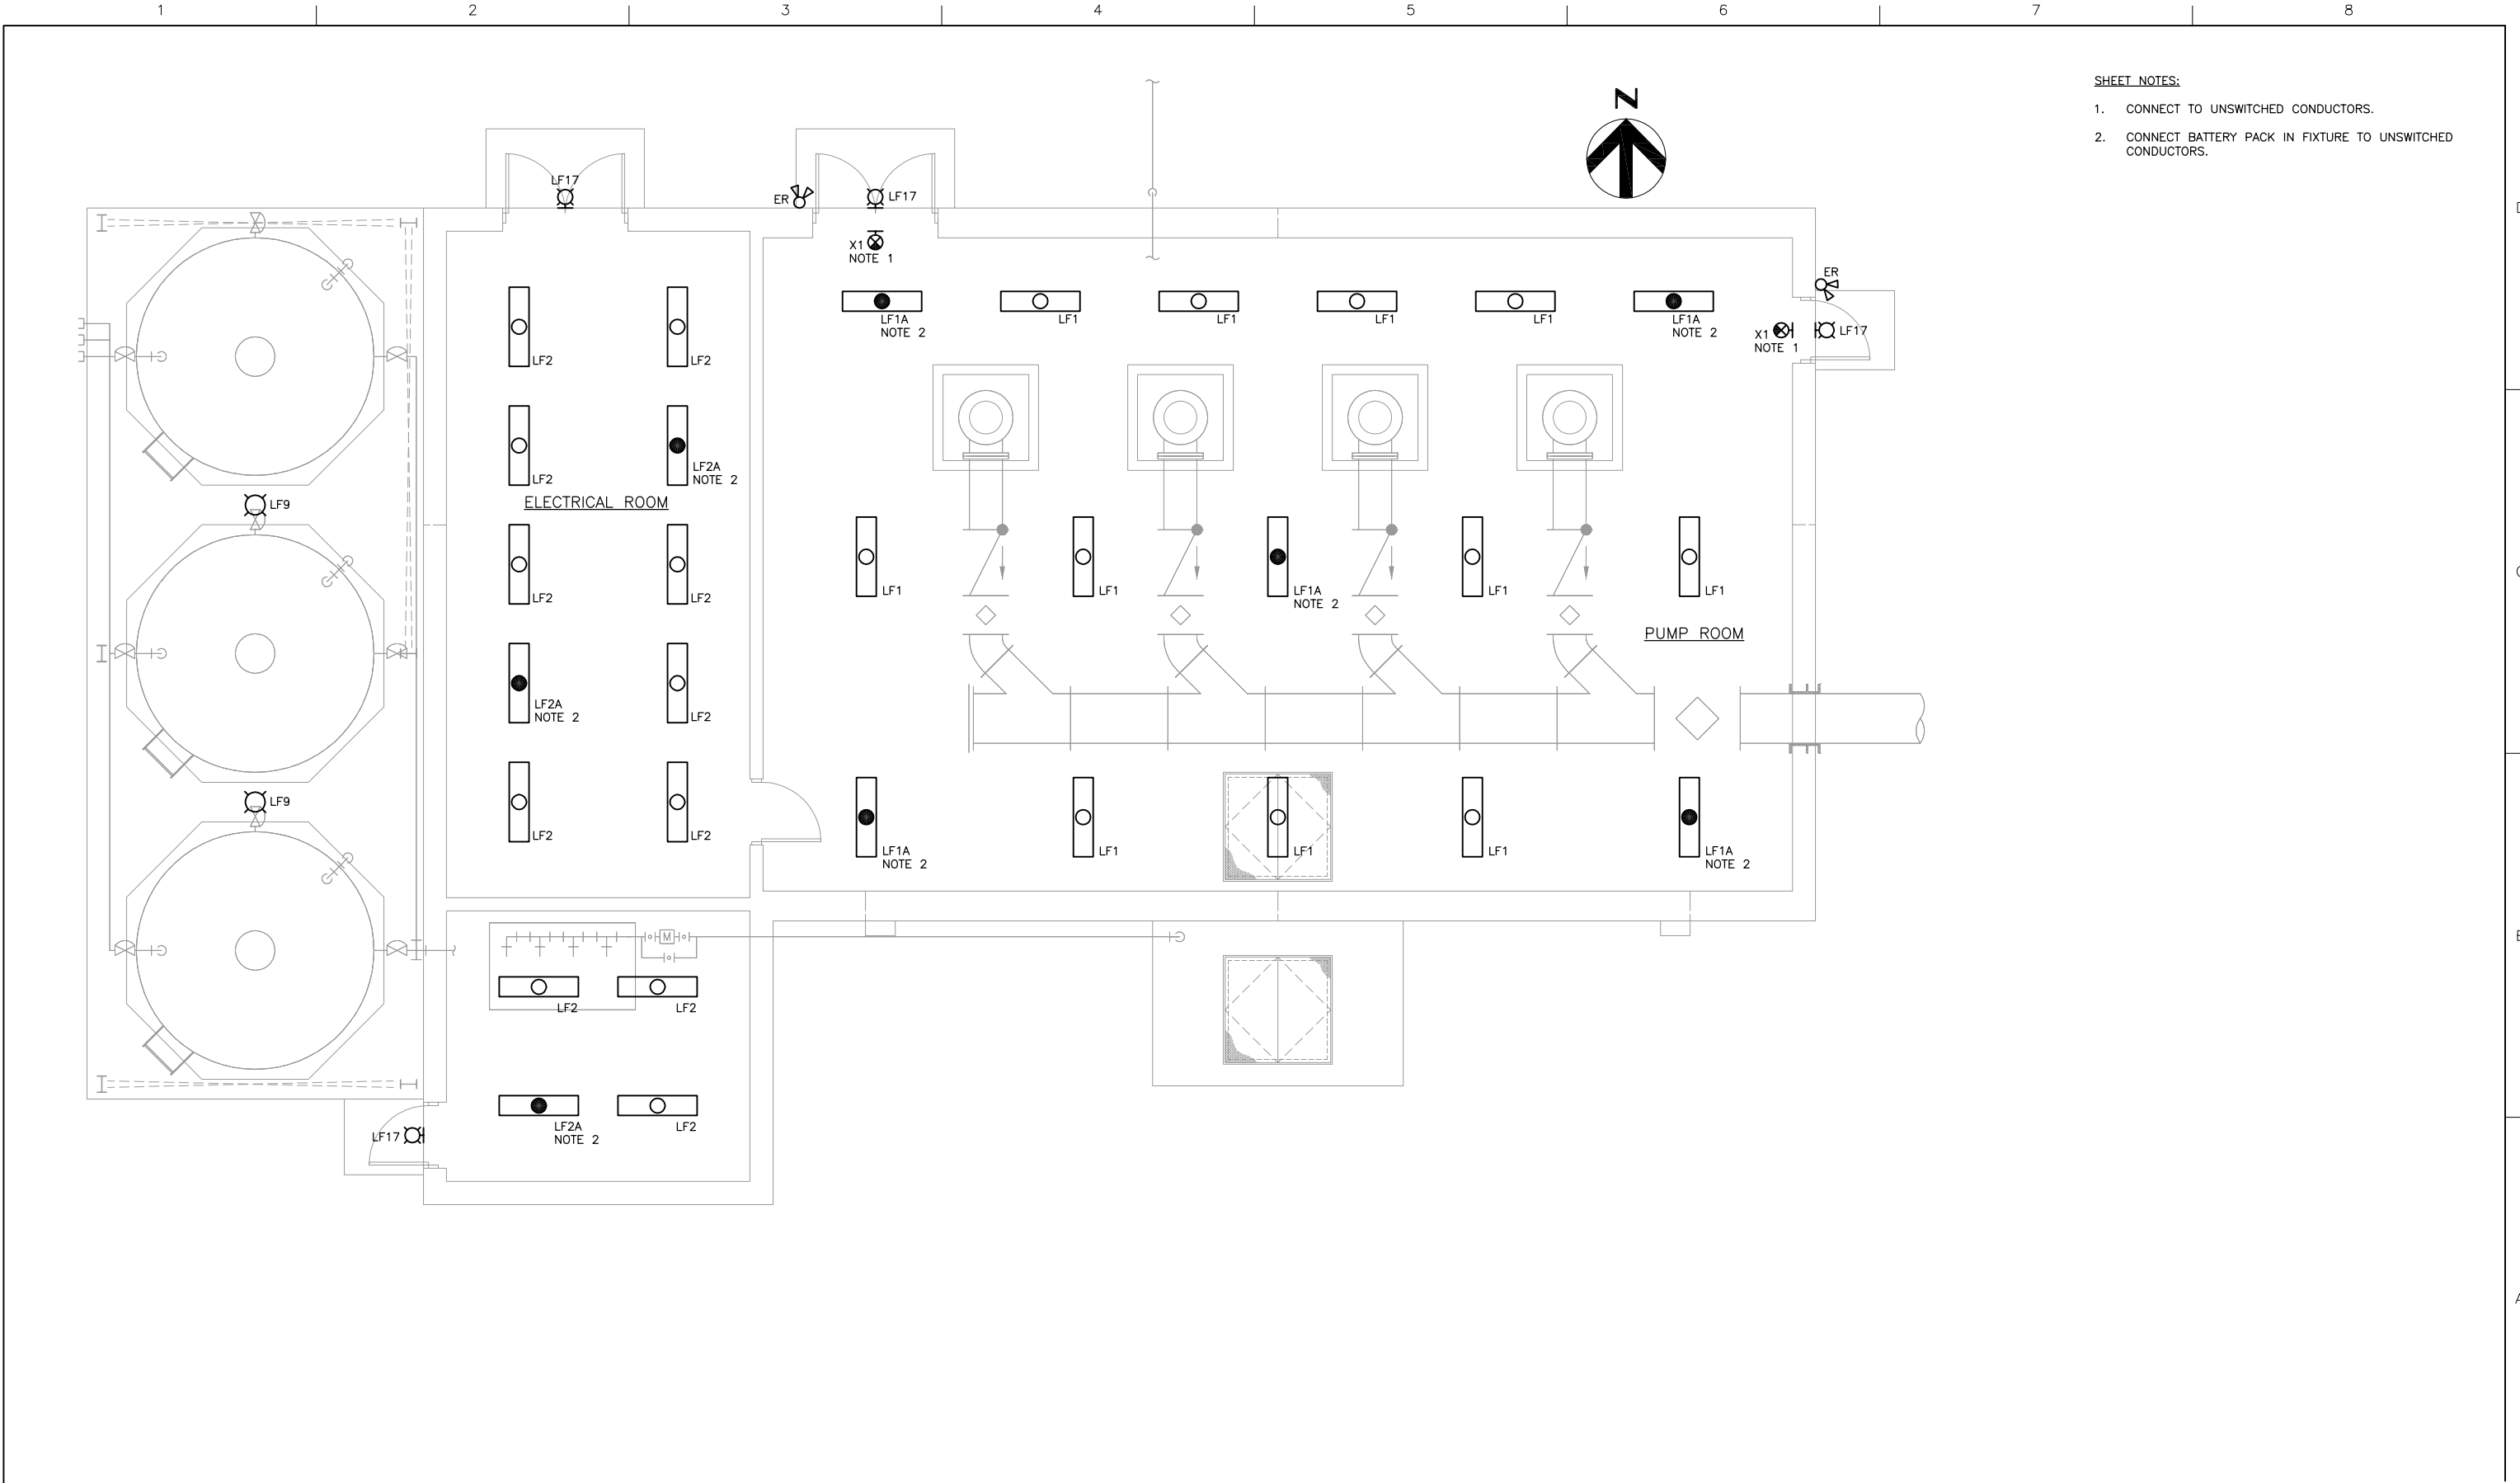 1 2 3 4 5 6 7 8
SHEET NOTES:
1. CONNECT TO UNSWITCHED CONDUCTORS.
2. CONNECT BATTERY PACK IN FIXTURE TO UNSWITCHED
CONDUCTORS.
N
LF17
ER
LF17
D
X1
NOTE 1
ER
LF1A
NOTE 2
LF1
LF1
LF1
LF1
LF1A
NOTE 2
X1
NOTE 1
LF17
LF2
LF2
LF2
LF2A
NOTE 2
ELECTRICAL ROOM
LF9
LF2
LF2
LF1
LF1
LF1A
NOTE 2
LF1
LF1
PUMP ROOM
LF2A
NOTE 2
LF2
LF9
LF2
LF2
LF1A
NOTE 2
LF1
LF1
LF1
LF1A
NOTE 2
M
LF2
LF2
LF17
LF2A
NOTE 2
LF2
A